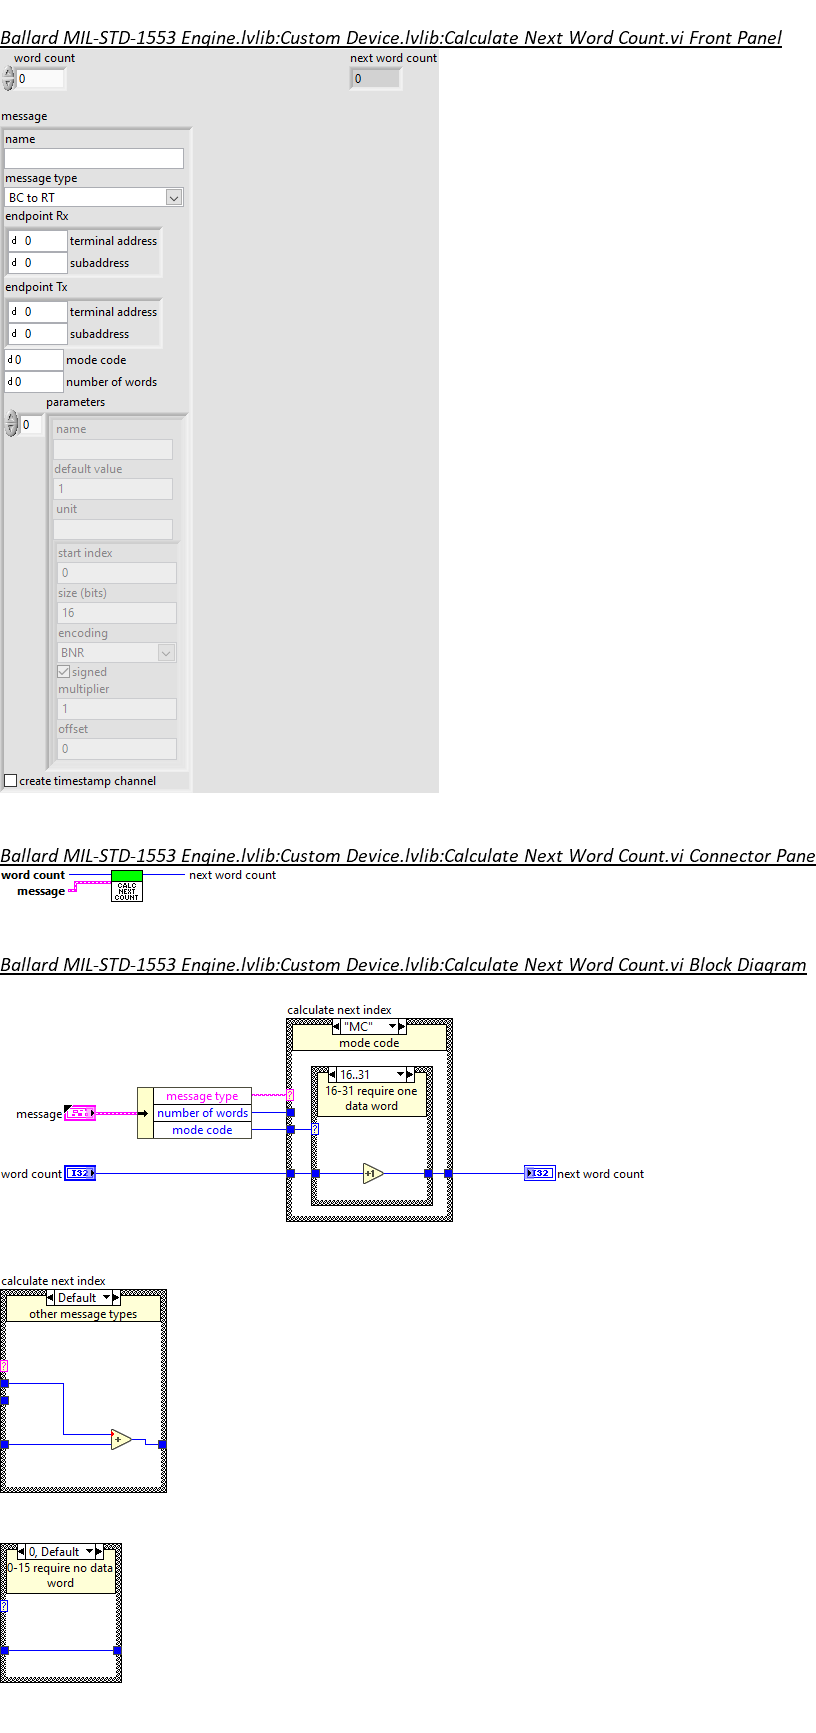 Ballard MIL-STD-1553 Engine.lvlib:Custom Device.lvlib:Calculate Next Word Count.vi Front Panel
word count
next word count
0
0
message
name
message type
BC to RT
endpoint Rx
d 0 terminal address
d 0 subaddress
endpoint Tx
d 0 terminal address
d 0 subaddress
d 0 mode code
d 0 number of words
parameters
0
name
default value
1
unit
start index
0
size (bits)
16
encoding
BNR
signed
multiplier
1
offset
0
create timestamp channel
Ballard MIL-STD-1553 Engine.lvlib:Custom Device.lvlib:Calculate Next Word Count.vi Connector Pane
word count
next word count
message
CALC
NEXT
COUNT
Ballard MIL-STD-1553 Engine.lvlib:Custom Device.lvlib:Calculate Next Word Count.vi Block Diagram
calculate next index
"MC"
mode code
16..31
16-31 require one
data word
message type
number of words
mode code
message
?
?
word count
I32
+1
I32
next word count
calculate next index
Default
other message types
?
+
0, Default
0-15 require no data
word
?